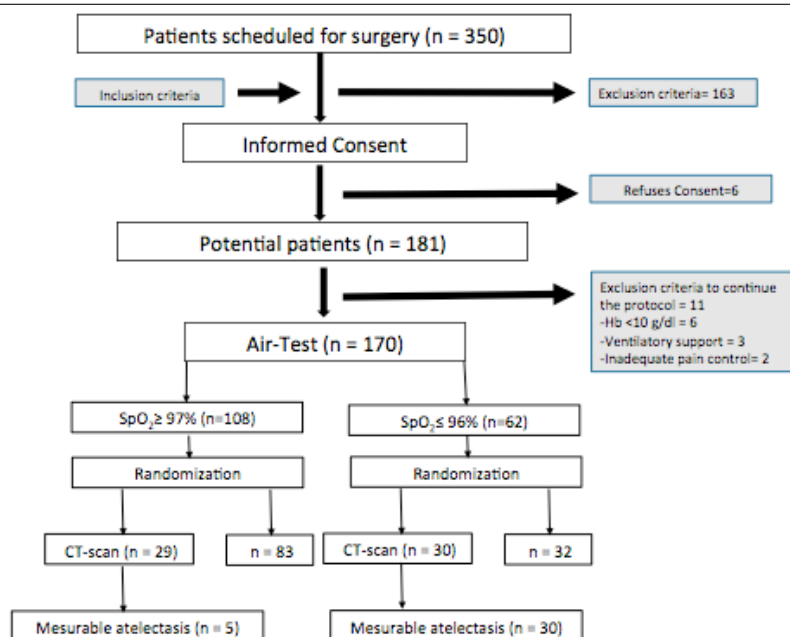 Patients scheduled for surgery (n = 350)
Inclusion criteria
Exclusion criteria= 163
Informed Consent
Refuses Consent=6
Potential patients (n = 181)
Exclusion criteria to continue
the protocol = 11
-Hb <10 g/dl = 6
-Ventilatory support = 3
-Inadequate pain control= 2
Air-Test (n = 170)
SpO₂≥ 97% (n=108)
SpO₂≤ 96% (n=62)
Randomization
Randomization
CT-scan (n = 29)
n = 83
CT-scan (n = 30)
n = 32
Mesurable atelectasis (n = 5)
Mesurable atelectasis (n = 30)